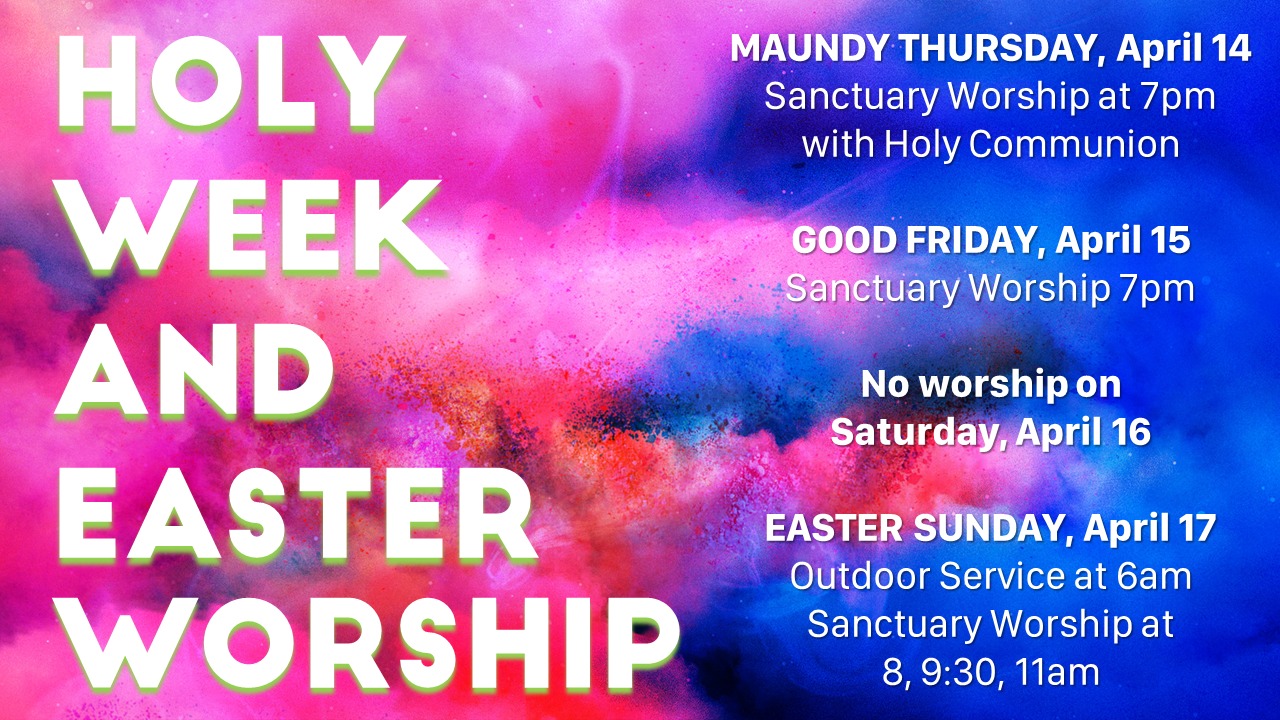 HOLY
WEEK
AND
EASTER
WORSHIP
MAUNDY THURSDAY, April 14
Sanctuary Worship at 7pm
with Holy Communion
GOOD FRIDAY, April 15
Sanctuary Worship 7pm
No worship on
Saturday, April 16
EASTER SUNDAY, April 17
Outdoor Service at 6am
Sanctuary Worship at
8, 9:30, 11am